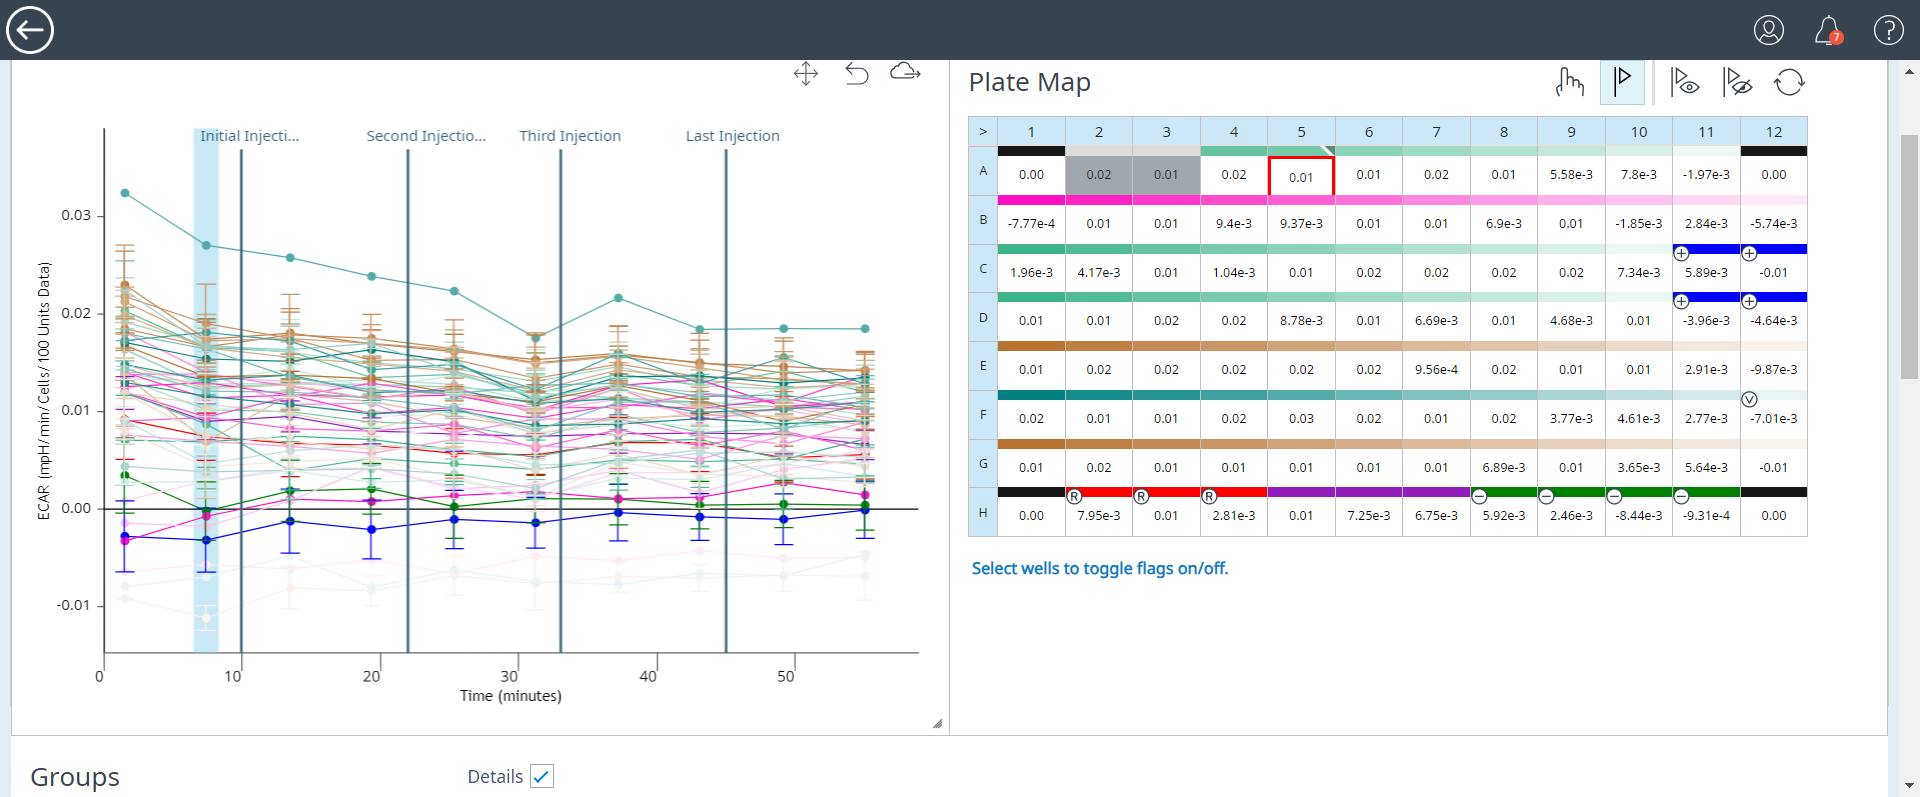 7
?
Initial Injecti...
Second Injectio...
Third Injection
Last Injection
ECAR (mpH/min/Cells/100 Units Data)
0.03
0.02
0.01
0.00
-0.01
0 10 20 30 40 50
Time (minutes)
Plate Map
> 1 2 3 4 5 6 7 8 9 10 11 12
A 0.00 0.02 0.01 0.02 0.01 0.01 0.02 0.01 5.58e-3 7.8e-3 -1.97e-3 0.00
B -7.77e-4 0.01 0.01 9.4e-3 9.37e-3 0.01 0.01 6.9e-3 0.01 -1.85e-3 2.84e-3 -5.74e-3
+ +
C 1.96e-3 4.17e-3 0.01 1.04e-3 0.01 0.02 0.02 0.02 0.02 7.34e-3 5.89e-3 -0.01
+ +
D 0.01 0.01 0.02 0.02 8.78e-3 0.01 6.69e-3 0.01 4.68e-3 0.01 -3.96e-3 -4.64e-3
E 0.01 0.02 0.02 0.02 0.02 0.02 9.56e-4 0.02 0.01 0.01 2.91e-3 -9.87e-3
V
F 0.02 0.01 0.01 0.02 0.03 0.02 0.01 0.02 3.77e-3 4.61e-3 2.77e-3 -7.01e-3
G 0.01 0.02 0.01 0.01 0.01 0.01 0.01 6.89e-3 0.01 3.65e-3 5.64e-3 -0.01
R R R − − − −
H 0.00 7.95e-3 0.01 2.81e-3 0.01 7.25e-3 6.75e-3 5.92e-3 2.46e-3 -8.44e-3 -9.31e-4 0.00
Select wells to toggle flags on/off.
Groups
Details